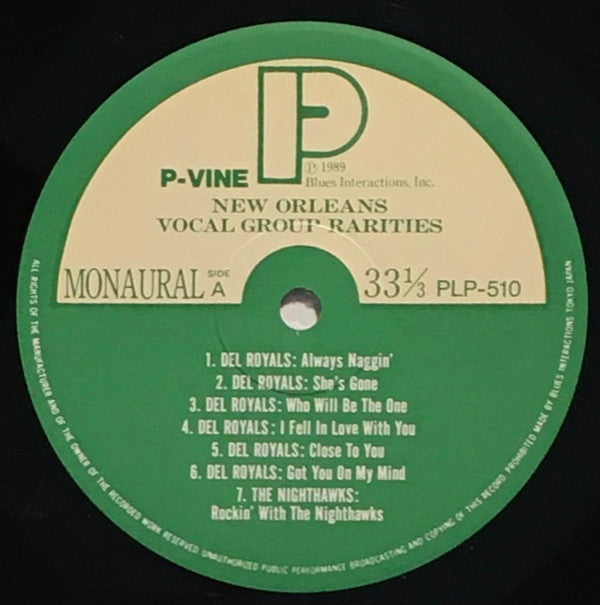 P
P-VINE
Ⓟ 1989
Blues Interactions, Inc.
NEW ORLEANS
VOCAL GROUP RARITIES
MONAURAL SIDE A
33⅓ PLP-510
1. DEL ROYALS: Always Naggin'
2. DEL ROYALS: She's Gone
3. DEL ROYALS: Who Will Be The One
4. DEL ROYALS: I Fell In Love With You
5. DEL ROYALS: Close To You
6. DEL ROYALS: Got You On My Mind
7. THE NIGHTHAWKS:
Rockin' With The Nighthawks
ALL RIGHTS OF THE MANUFACTURER AND OF THE OWNER OF THE RECORDED WORK RESERVED UNAUTHORIZED PUBLIC PERFORMANCE BROADCASTING AND COPYING OF THIS RECORD PROHIBITED MADE BY BLUES INTERACTIONS TOKYO JAPAN